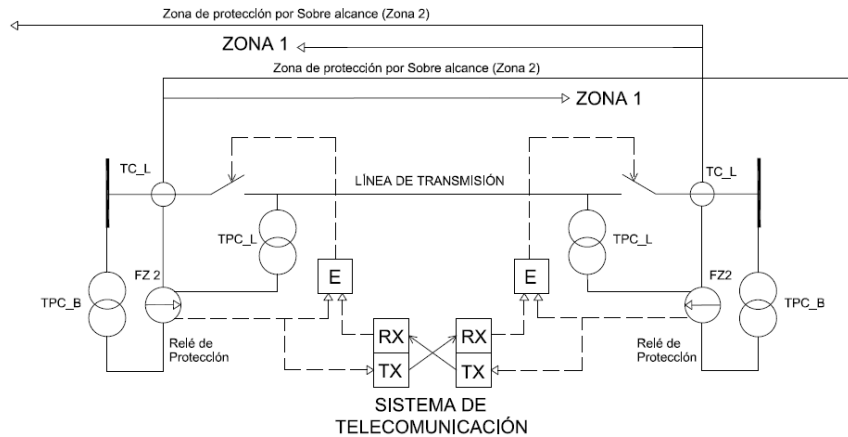 Zona de protección por Sobre alcance (Zona 2)
ZONA 1
Zona de protección por Sobre alcance (Zona 2)
ZONA 1
TC_L
TC_L
LÍNEA DE TRANSMISIÓN
TPC_L
TPC_L
FZ 2
E
E
FZ2
TPC_B
TPC_B
Relé de
Protección
RX
RX
Relé de
Protección
TX
TX
SISTEMA DE
TELECOMUNICACIÓN